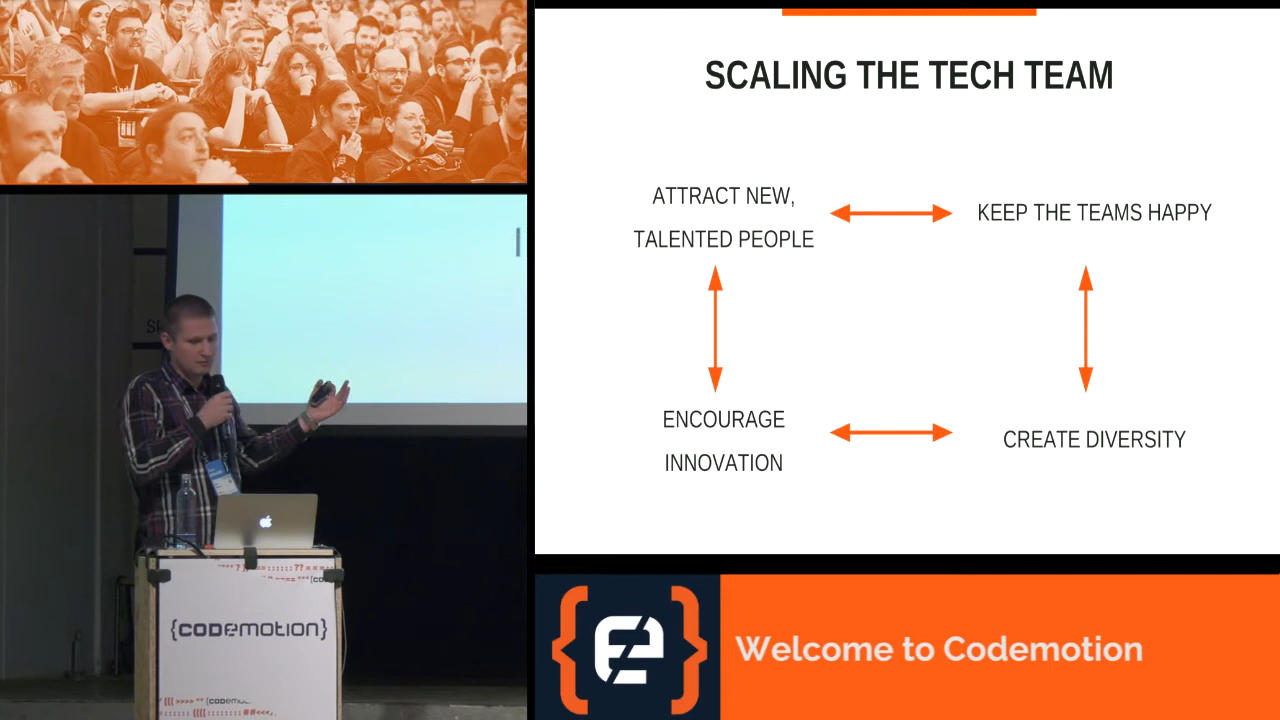 SCALING THE TECH TEAM
ATTRACT NEW,
TALENTED PEOPLE
KEEP THE TEAMS HAPPY
ENCOURAGE
INNOVATION
CREATE DIVERSITY
{CODEMOTION}
Welcome to Codemotion